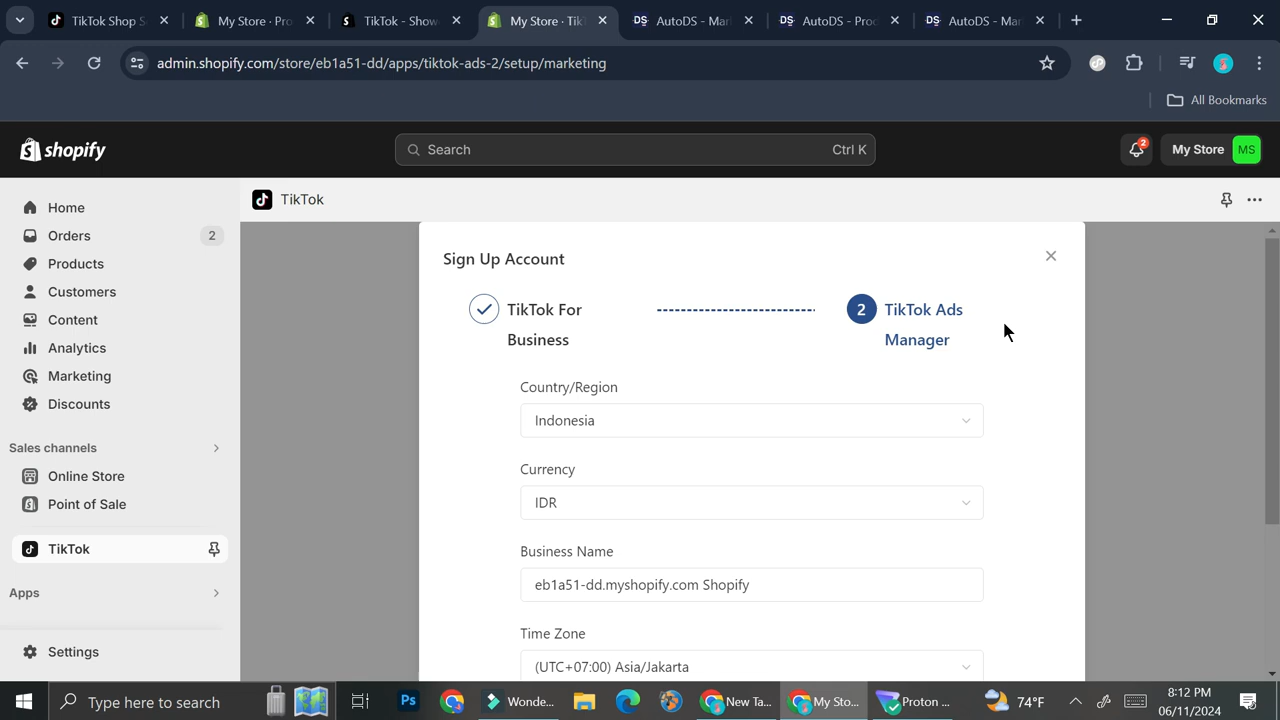 TikTok Shop S
My Store · Pro
TikTok - Show
My Store · Tik
AutoDS - Mar
AutoDS - Proc
AutoDS - Mar
admin.shopify.com/store/eb1a51-dd/apps/tiktok-ads-2/setup/marketing
All Bookmarks
shopify
Search
Ctrl K
2
My Store
MS
Home
Orders
2
Products
Customers
Content
Analytics
Marketing
Discounts
Sales channels
Online Store
Point of Sale
TikTok
Apps
Settings
TikTok
Sign Up Account
TikTok For
Business
2
TikTok Ads
Manager
Country/Region
Indonesia
Currency
IDR
Business Name
eb1a51-dd.myshopify.com Shopify
Time Zone
(UTC+07:00) Asia/Jakarta
Type here to search
Ps
Wonde...
New Ta...
My Sto...
Proton ...
74°F
8:12 PM
06/11/2024